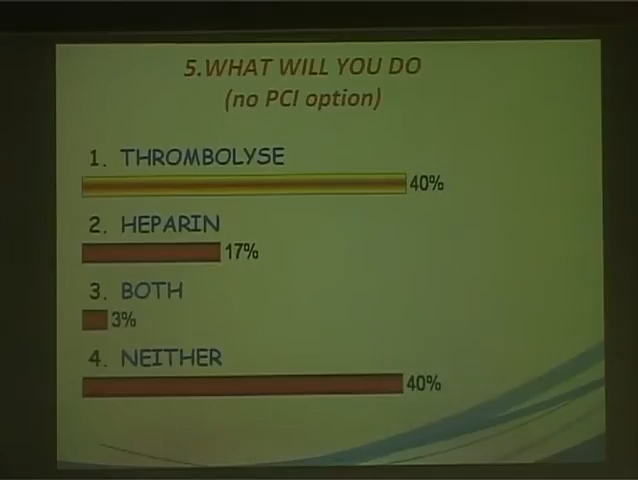 5.WHAT WILL YOU DO
(no PCI option)
1. THROMBOLYSE
40%
2. HEPARIN
17%
3. BOTH
3%
4. NEITHER
40%